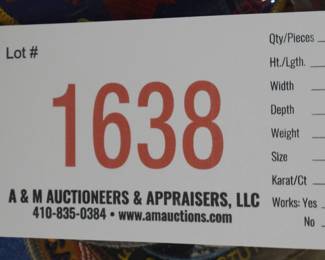 Lot #
1638
A & M AUCTIONEERS & APPRAISERS, LLC
410-835-0384 • www.amauctions.com
Qty/Pieces
Ht./Lgth.
Width
Depth
Weight
Size
Karat/Ct
Works: Yes
No